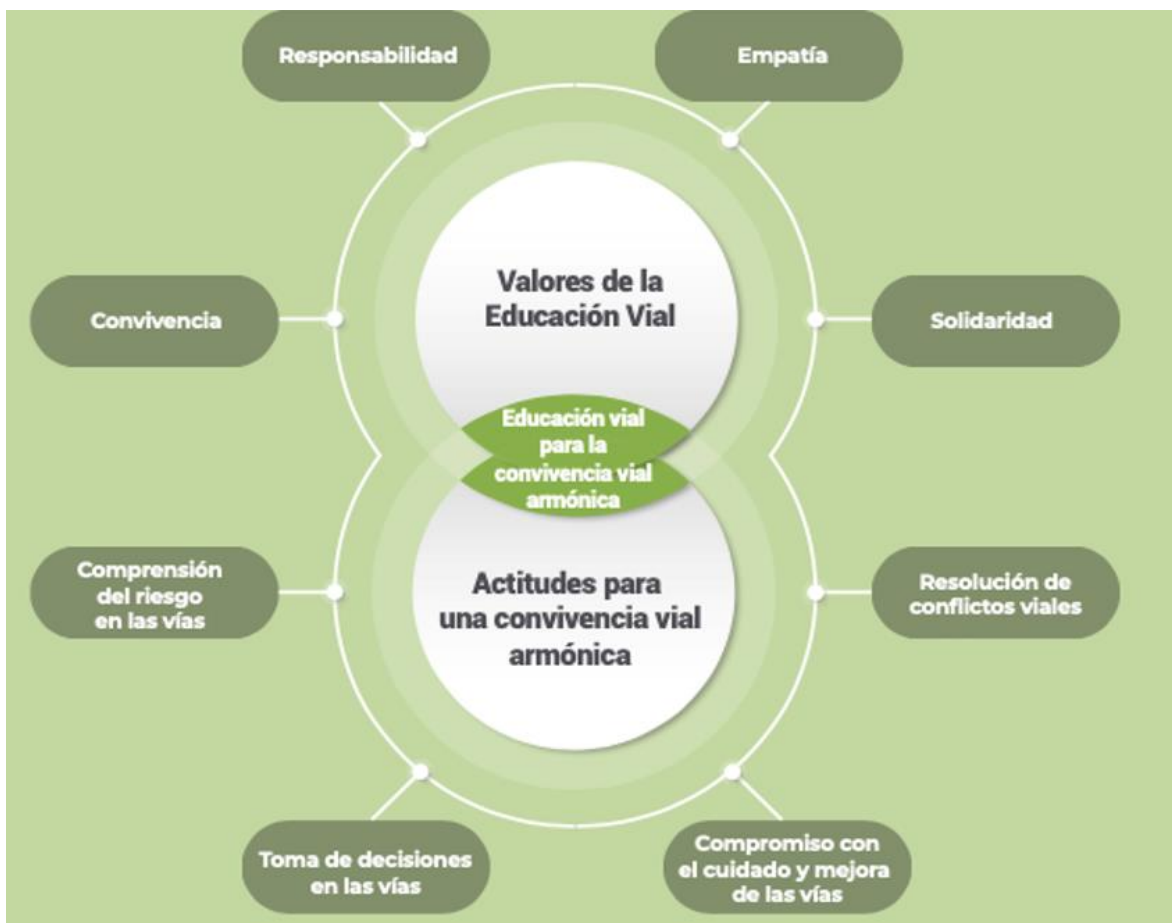 Responsabilidad
Empatía
Valores de la
Educación Vial
Convivencia
Solidaridad
Educación vial
para la
convivencia vial
armónica
Comprensión
del riesgo
en las vías
Actitudes para
una convivencia vial
armónica
Resolución de
conflictos viales
Toma de decisiones
en las vías
Compromiso con
el cuidado y mejora
de las vías